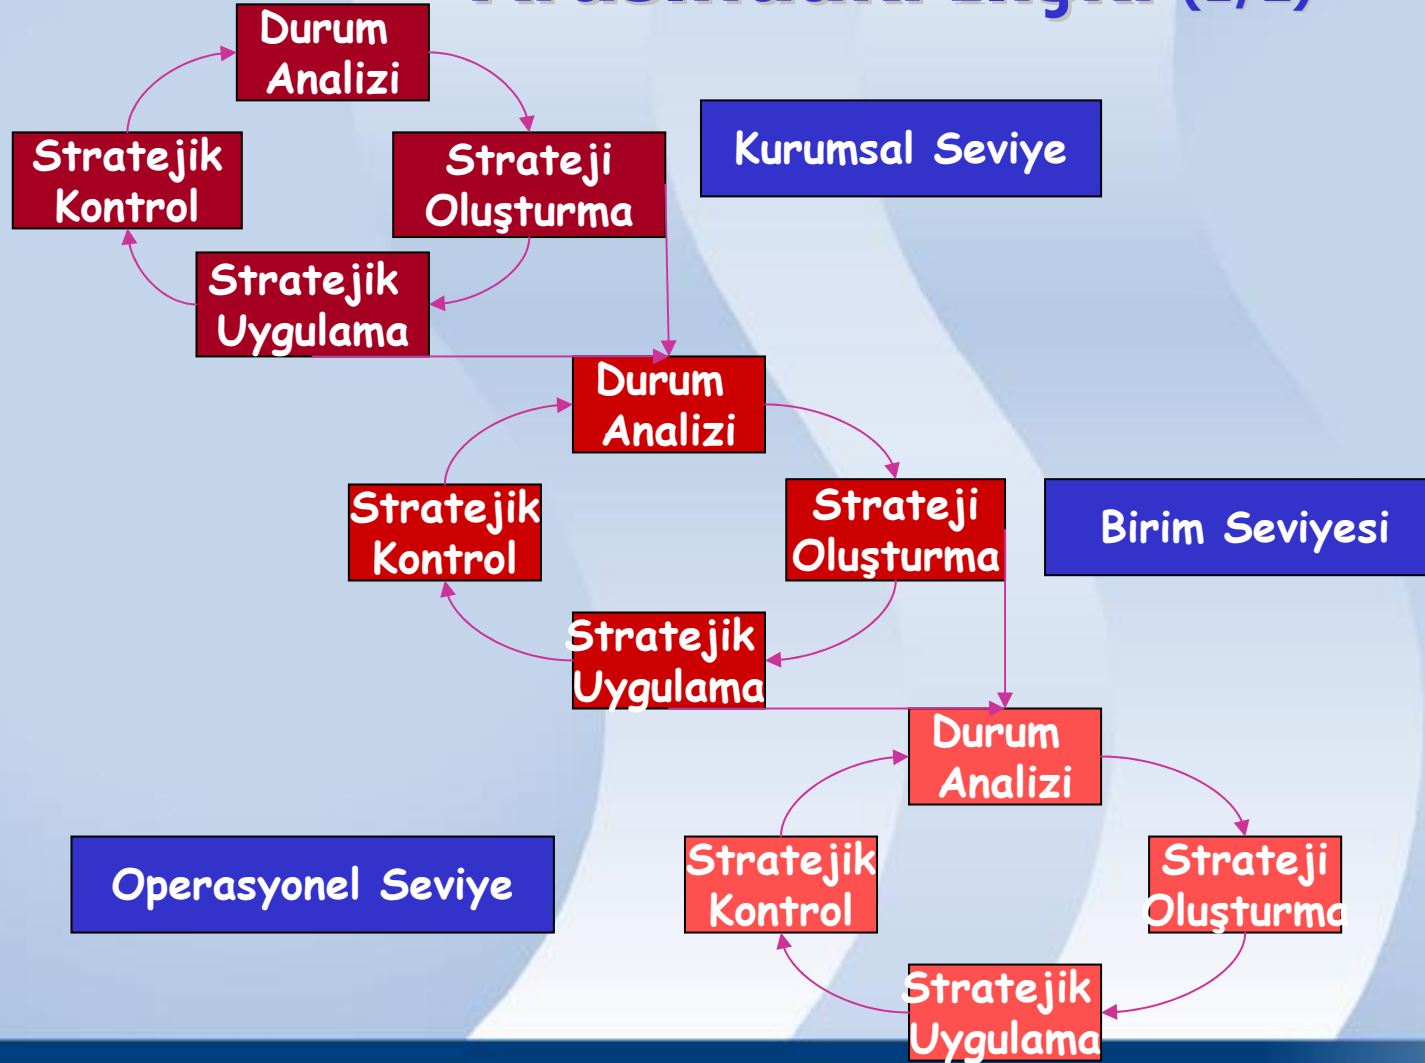 Durum
Analizi
Stratejik
Kontrol
Strateji
Oluşturma
Kurumsal Seviye
Stratejik
Uygulama
Durum
Analizi
Stratejik
Kontrol
Strateji
Oluşturma
Birim Seviyesi
Stratejik
Uygulama
Durum
Analizi
Operasyonel Seviye
Stratejik
Kontrol
Strateji
Oluşturma
Stratejik
Uygulama